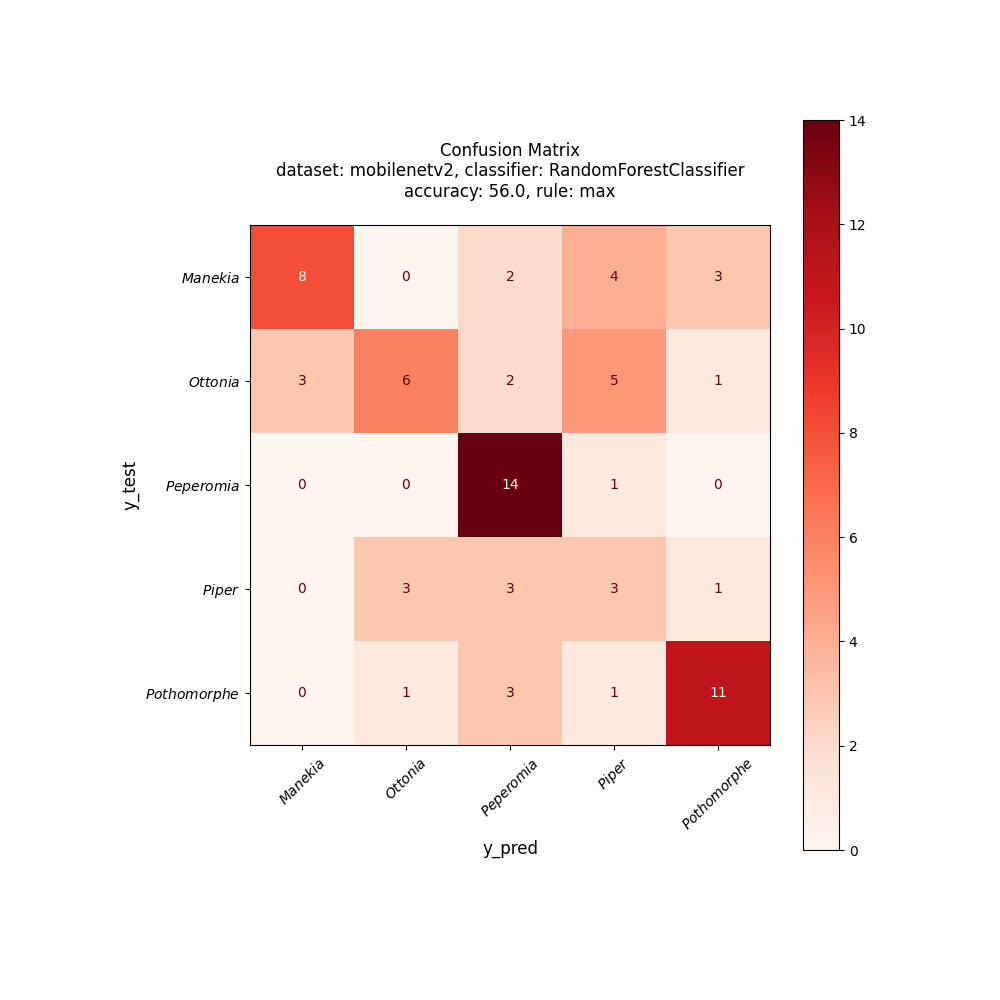 Confusion Matrix
dataset: mobilenetv2, classifier: RandomForestClassifier
accuracy: 56.0, rule: max
Manekia 8 0 2 4 3
Ottonia 3 6 2 5 1
Peperomia 0 0 14 1 0
Piper 0 3 3 3 1
Pothomorphe 0 1 3 1 11
Manekia Ottonia Peperomia Piper Pothomorphe
y_pred
y_test
14
12
10
8
6
4
2
0